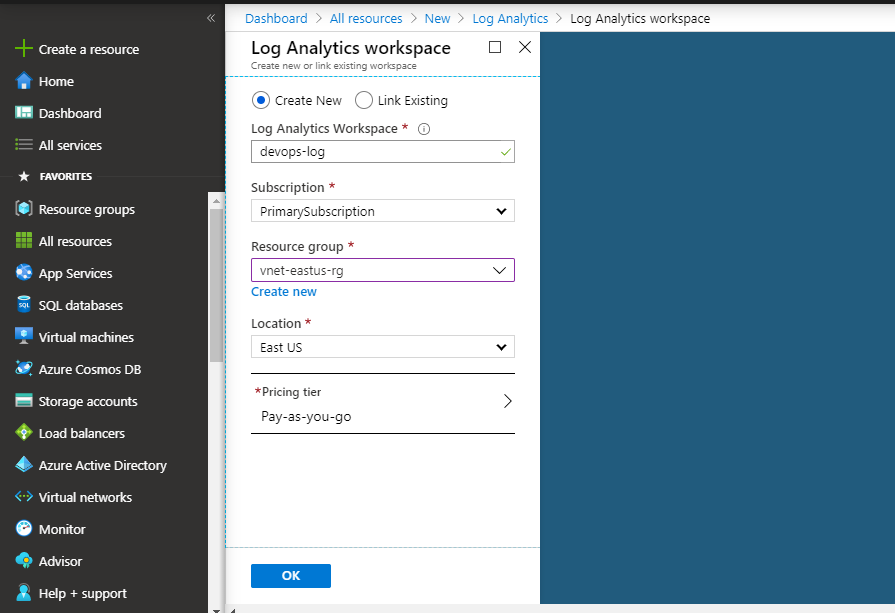 «
Dashboard > All resources > New > Log Analytics > Log Analytics workspace
Create a resource
Home
Dashboard
All services
FAVORITES
Resource groups
All resources
App Services
SQL
SQL databases
Virtual machines
Azure Cosmos DB
Storage accounts
Load balancers
Azure Active Directory
Virtual networks
Monitor
Advisor
Help + support
Log Analytics workspace
Create new or link existing workspace
Create New Link Existing
Log Analytics Workspace *
devops-log
Subscription *
PrimarySubscription
Resource group *
vnet-eastus-rg
Create new
Location *
East US
*Pricing tier
Pay-as-you-go
OK